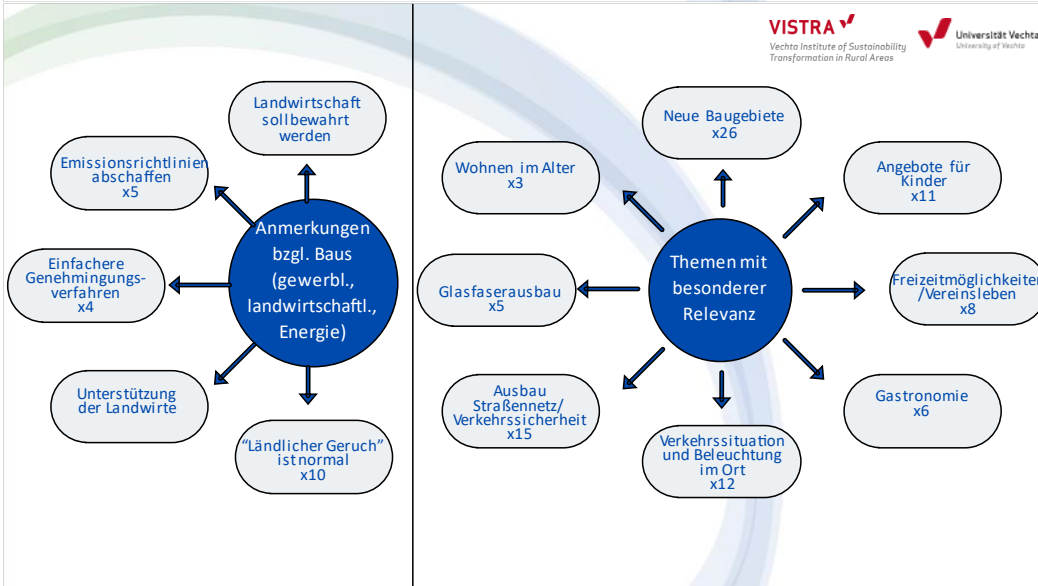 VISTRA
Vechta Institute of Sustainability
Transformation in Rural Areas
Universität Vechta
University of Vechta
Landwirtschaft
soll bewahrt
werden
Emissionsrichtlinien
abschaffen
x5
Einfachere
Genehmingungs-
verfahren
x4
Unterstützung
der Landwirte
"Ländlicher Geruch"
ist normal
x10
Anmerkungen
bzgl. Baus
(gewerbl.,
landwirtschaftl.,
Energie)
Neue Baugebiete
x26
Wohnen im Alter
x3
Angebote für
Kinder
x11
Glasfaserausbau
x5
Themen mit
besonderer
Relevanz
Freizeitmöglichkeiten
/Vereinsleben
x8
Ausbau
Straßennetz/
Verkehrssicherheit
x15
Verkehrssituation
und Beleuchtung
im Ort
x12
Gastronomie
x6